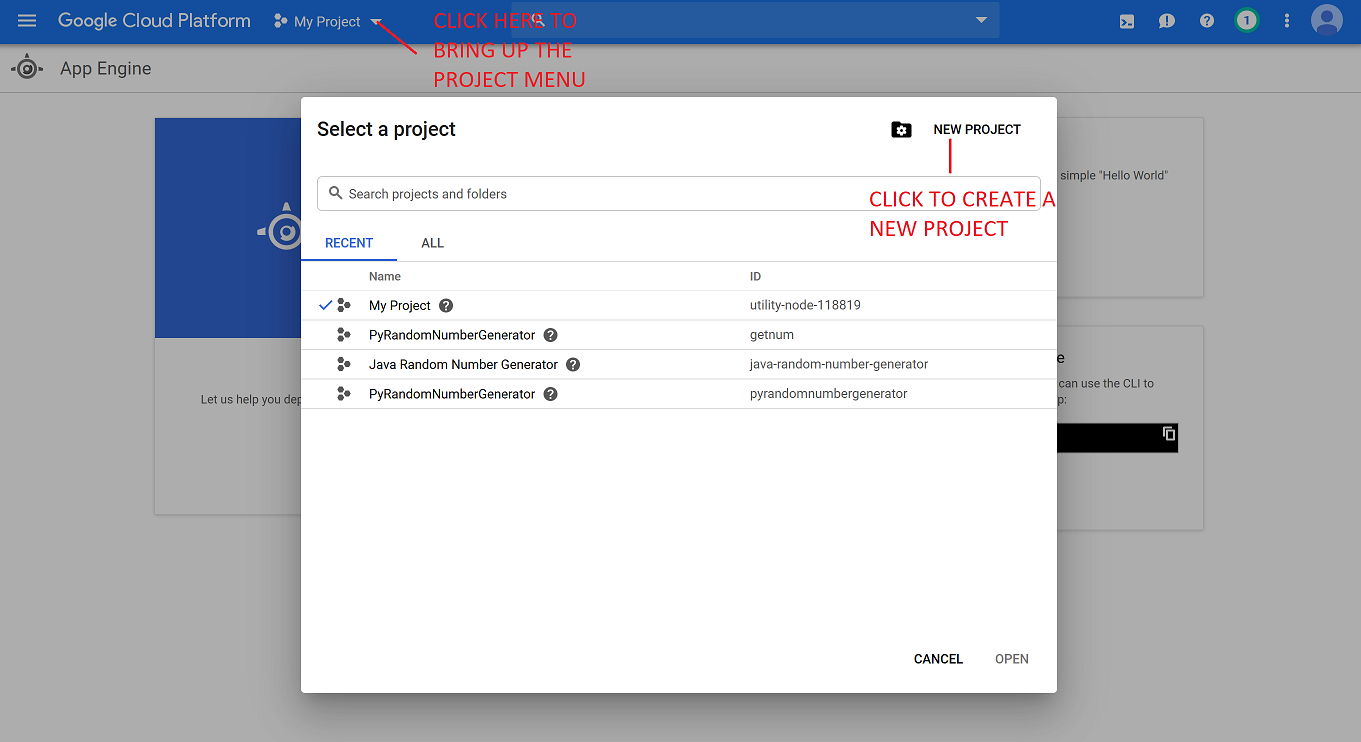 Google Cloud Platform
My Project
CLICK HERE TO
BRING UP THE
PROJECT MENU
1
App Engine
Select a project
NEW PROJECT
CLICK TO CREATE A
NEW PROJECT
Search projects and folders
RECENT
ALL
Name
ID
My Project
utility-node-118819
PyRandomNumberGenerator
getnum
Java Random Number Generator
java-random-number-generator
PyRandomNumberGenerator
pyrandomnumbergenerator
CANCEL
OPEN
Let us help you dep
simple "Hello World"
e
can use the CLI to
p: